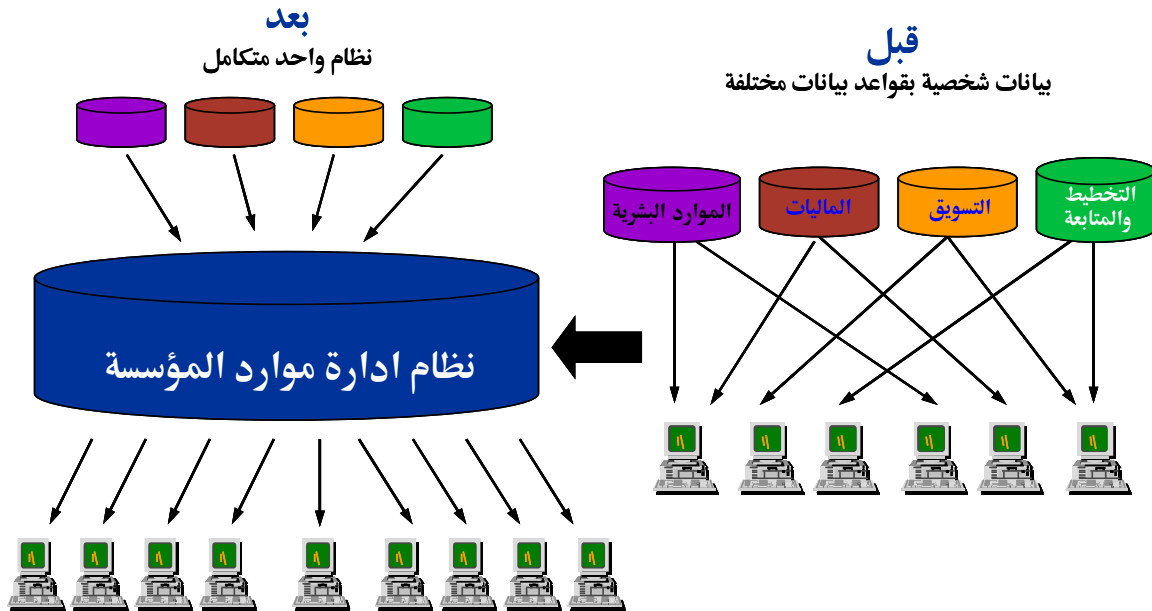 قبل
بيانات شخصية بقواعد بيانات مختلفة
التخطيط
والمتابعة
التسويق
الماليات
الموارد البشرية
بعد
نظام واحد متكامل
نظام ادارة موارد المؤسسة